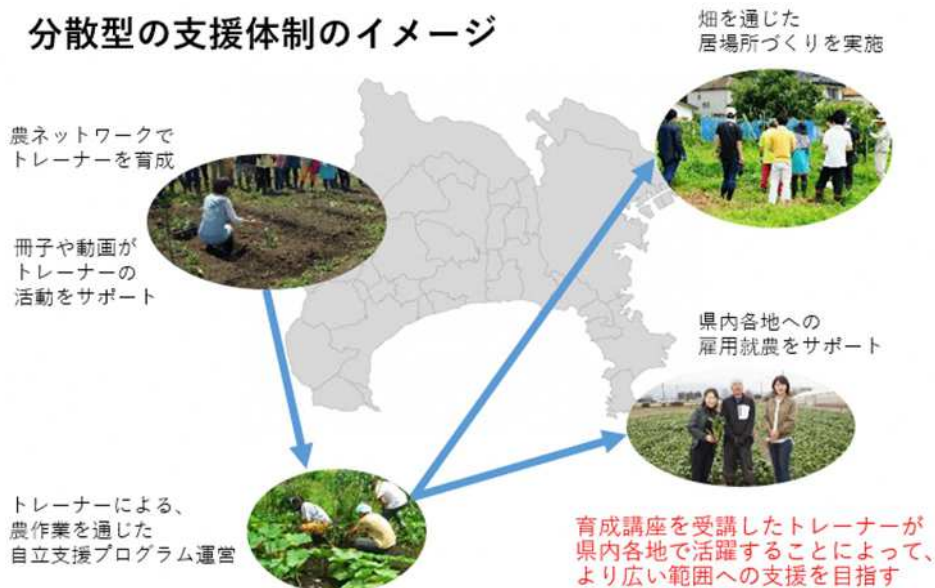 分散型の支援体制のイメージ
畑を通じた
居場所づくりを実施
農ネットワークで
トレーナーを育成
冊子や動画が
トレーナーの
活動をサポート
県内各地への
雇用就農をサポート
トレーナーによる、
農作業を通じた
自立支援プログラム運営
育成講座を受講したトレーナーが
県内各地で活躍することによって、
より広い範囲への支援を目指す